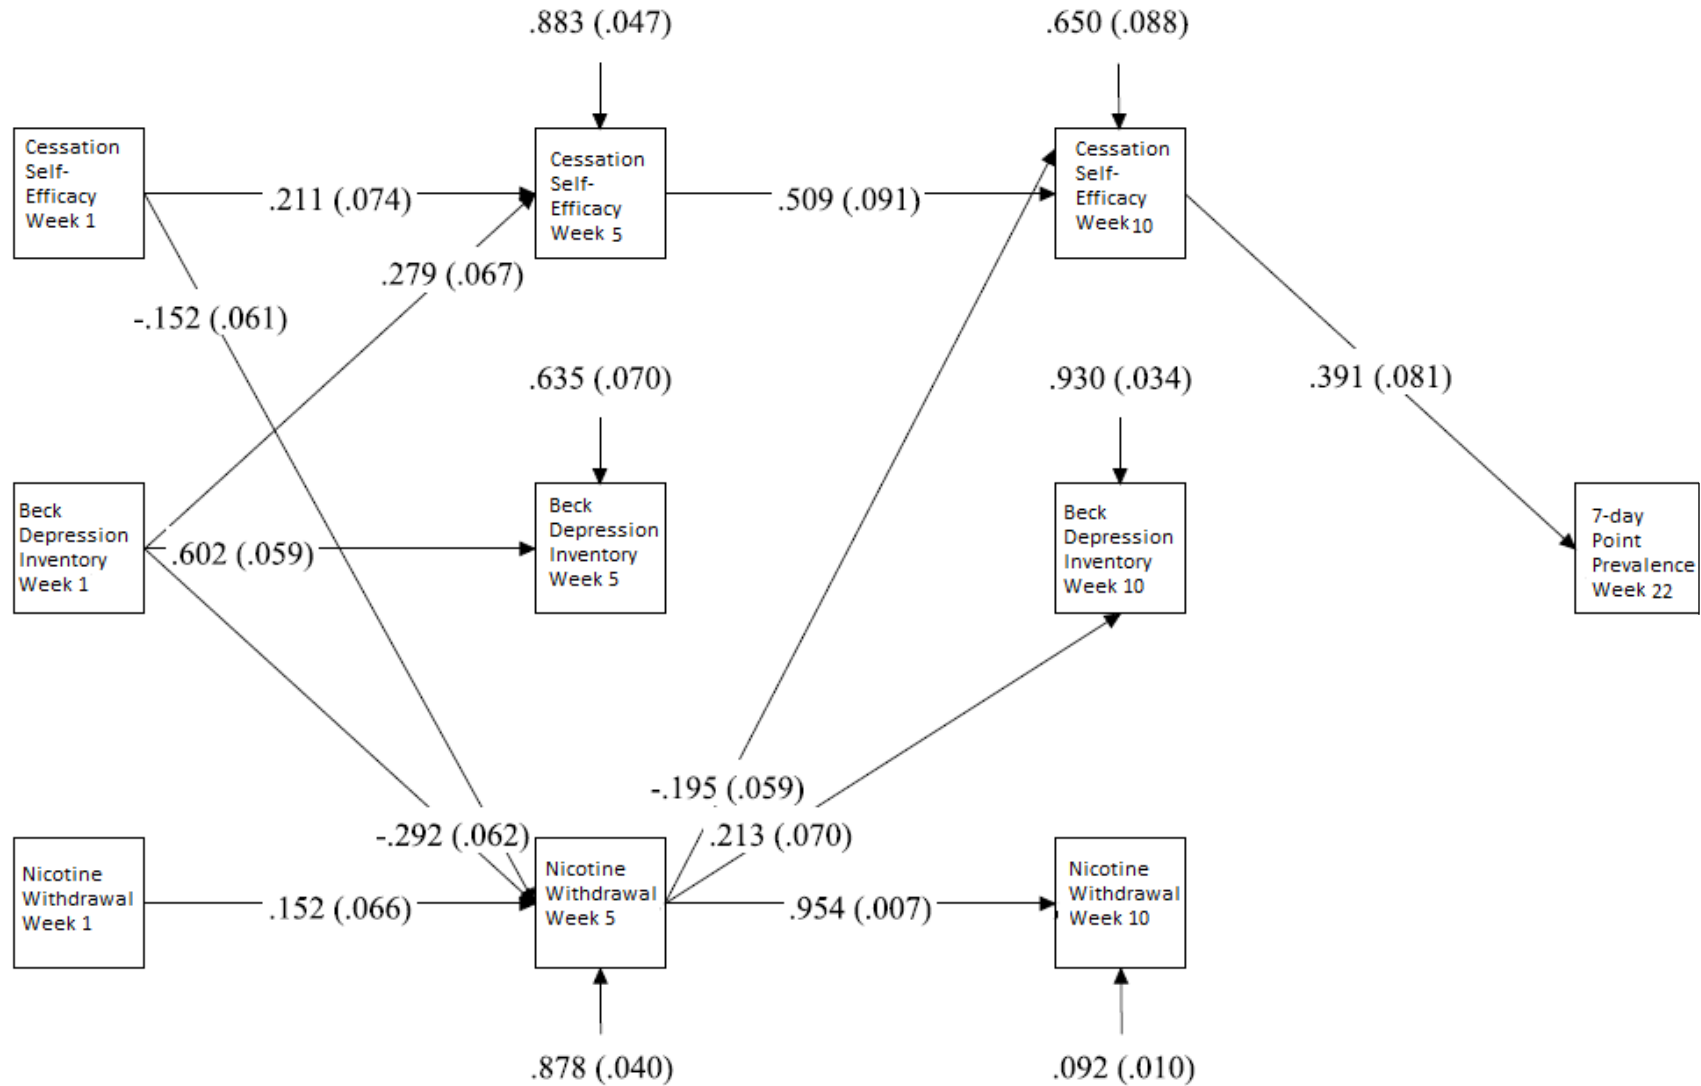 .883 (.047)
.650 (.088)
Cessation
Self-
Efficacy
Week 1
.211 (.074)
Cessation
Self-
Efficacy
Week 5
.509 (.091)
Cessation
Self-
Efficacy
Week 10
.279 (.067)
-.152 (.061)
.635 (.070)
.930 (.034)
.391 (.081)
Beck
Depression
Inventory
Week 1
.602 (.059)
Beck
Depression
Inventory
Week 5
Beck
Depression
Inventory
Week 10
7-day
Point
Prevalence
Week 22
-.195 (.059)
-.292 (.062)
.213 (.070)
Nicotine
Withdrawal
Week 1
.152 (.066)
Nicotine
Withdrawal
Week 5
.954 (.007)
Nicotine
Withdrawal
Week 10
.878 (.040)
.092 (.010)